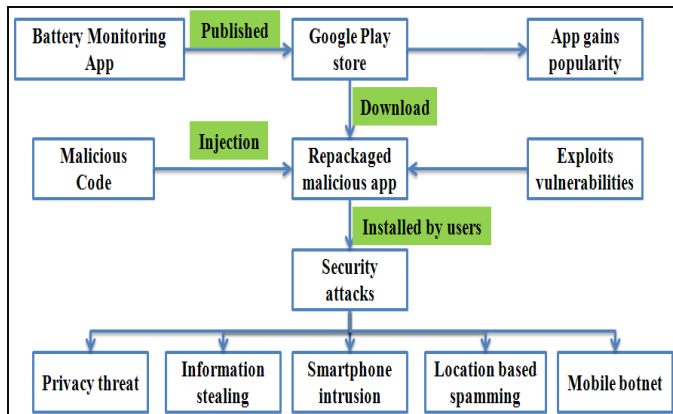 Battery Monitoring
App
Published
Google Play
store
App gains
popularity
Download
Malicious
Code
Injection
Repackaged
malicious app
Exploits
vulnerabilities
Installed by users
Security
attacks
Privacy threat
Information
stealing
Smartphone
intrusion
Location based
spamming
Mobile botnet